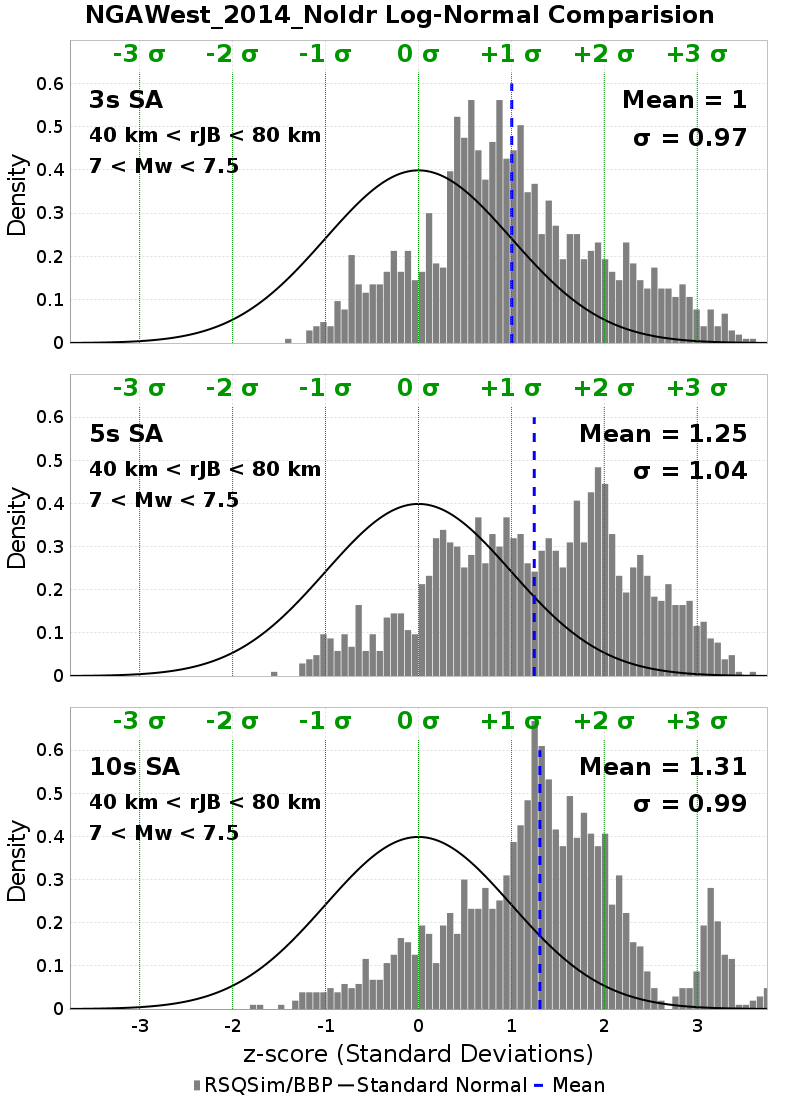 NGAWest_2014_NoIdr Log-Normal Comparision
-3 σ -2 σ -1 σ 0 σ +1 σ +2 σ +3 σ
3s SA
Mean = 1
40 km < rJB < 80 km
σ = 0.97
7 < Mw < 7.5
Density
0.6
0.5
0.4
0.3
0.2
0.1
0
-3 σ -2 σ -1 σ 0 σ +1 σ +2 σ +3 σ
5s SA
Mean = 1.25
40 km < rJB < 80 km
σ = 1.04
7 < Mw < 7.5
Density
0.6
0.5
0.4
0.3
0.2
0.1
0
-3 σ -2 σ -1 σ 0 σ +1 σ +2 σ +3 σ
10s SA
Mean = 1.31
40 km < rJB < 80 km
σ = 0.99
7 < Mw < 7.5
Density
0.6
0.5
0.4
0.3
0.2
0.1
0
-3 -2 -1 0 1 2 3
z-score (Standard Deviations)
RSQSim/BBP Standard Normal Mean